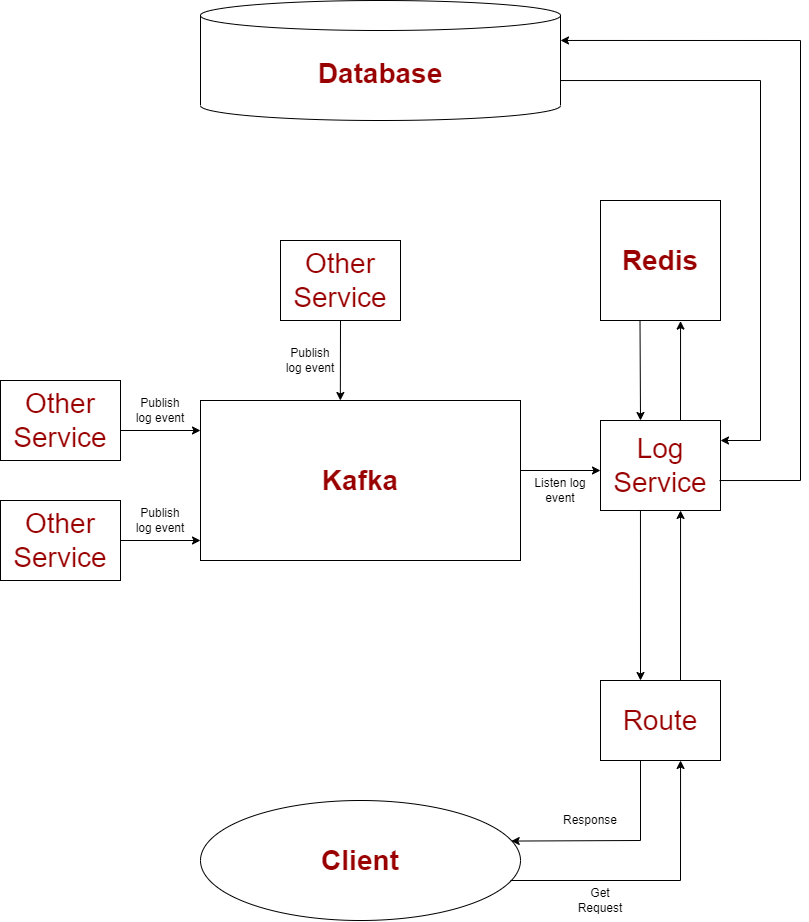 Database
Redis
Other
Service
Publish
log event
Other
Service
Publish
log event
Kafka
Log
Service
Listen log
event
Other
Service
Publish
log event
Route
Response
Client
Get
Request